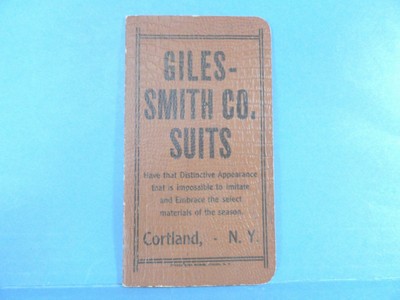 GILES-
SMITH CO.
SUITS
Have that Distinctive Appearance
that is impossible to imitate
and Embrace the select
materials of the season.
Cortland, - N. Y.